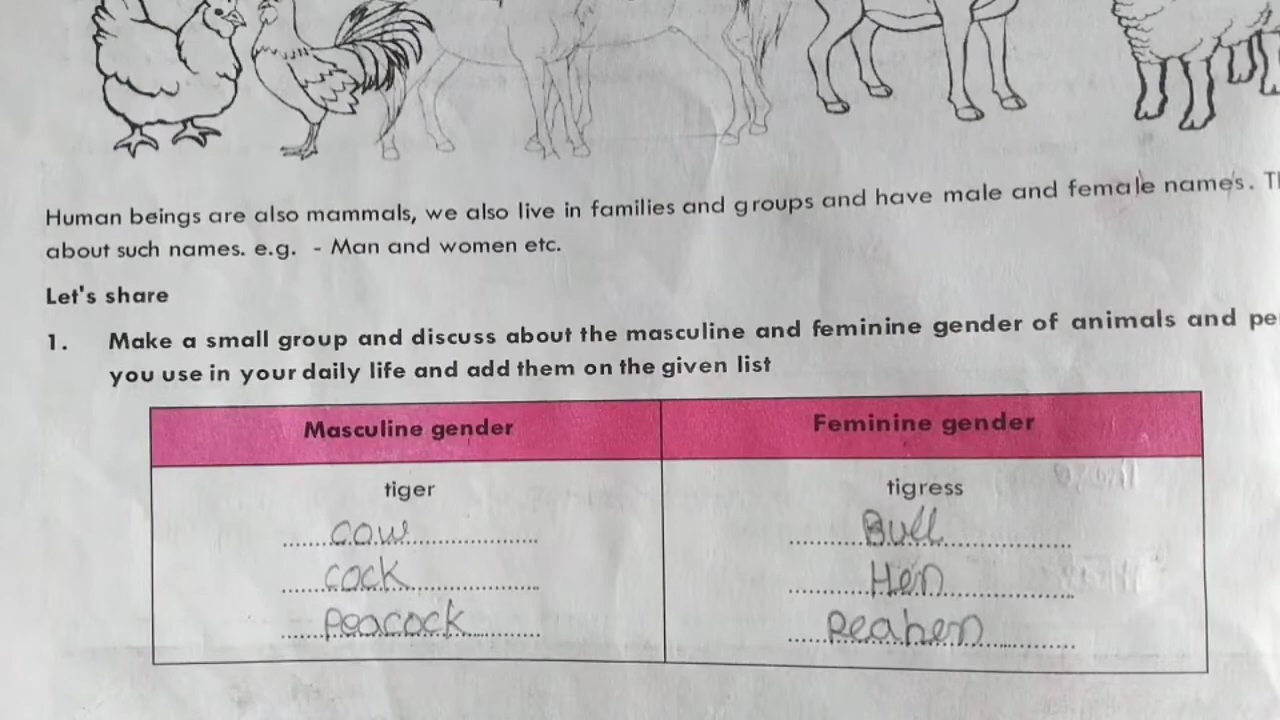 Human beings are also mammals, we also live in families and groups and have male and female names.
about such names. e.g. - Man and women etc.
Let's share
1. Make a small group and discuss about the masculine and feminine gender of animals and
you use in your daily life and add them on the given list
Masculine gender Feminine gender
tiger tigress
cow Bull
cock Hen
Peacock Peahen